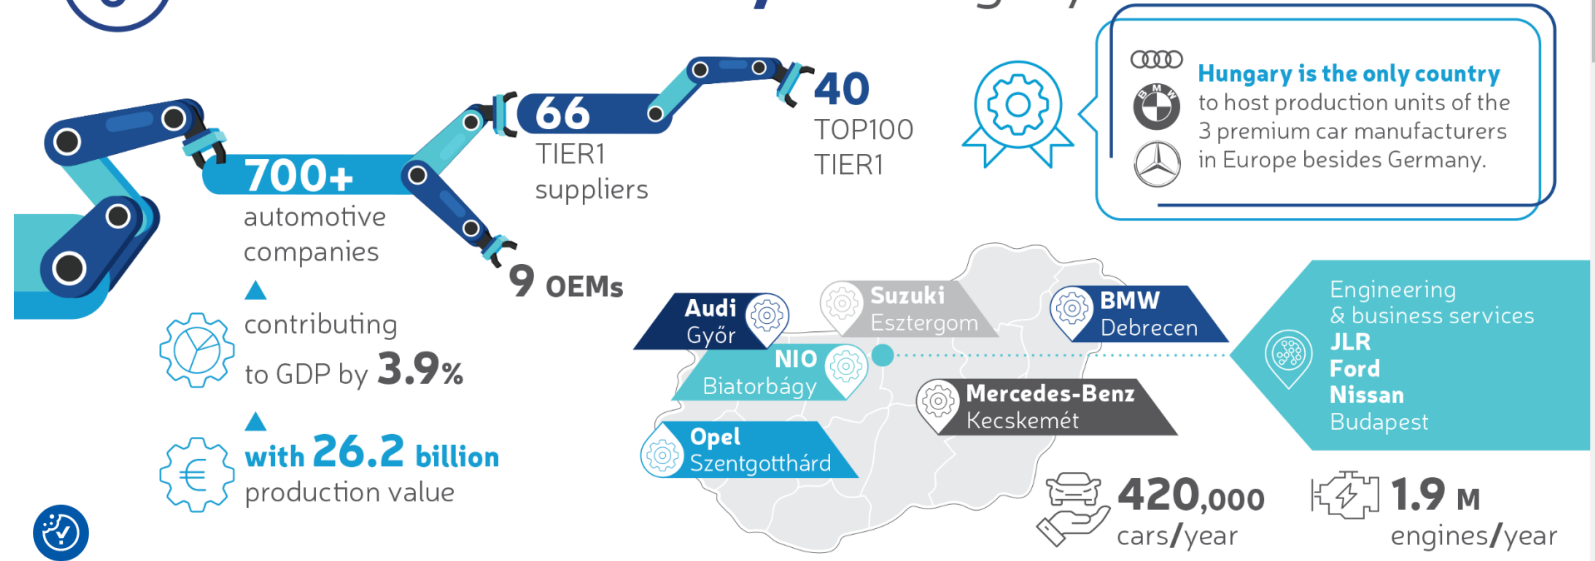 700+
automotive
companies
contributing
to GDP by 3.9%
with 26.2 billion
production value
66
TIER1
suppliers
40
TOP100
TIER1
9 OEMs
BMW
Hungary is the only country
to host production units of the
3 premium car manufacturers
in Europe besides Germany.
Audi
Győr
Suzuki
Esztergom
BMW
Debrecen
NIO
Biatorbágy
Mercedes-Benz
Kecskemét
Opel
Szentgotthárd
Engineering
& business services
JLR
Ford
Nissan
Budapest
420,000
cars/year
1.9 M
engines/year